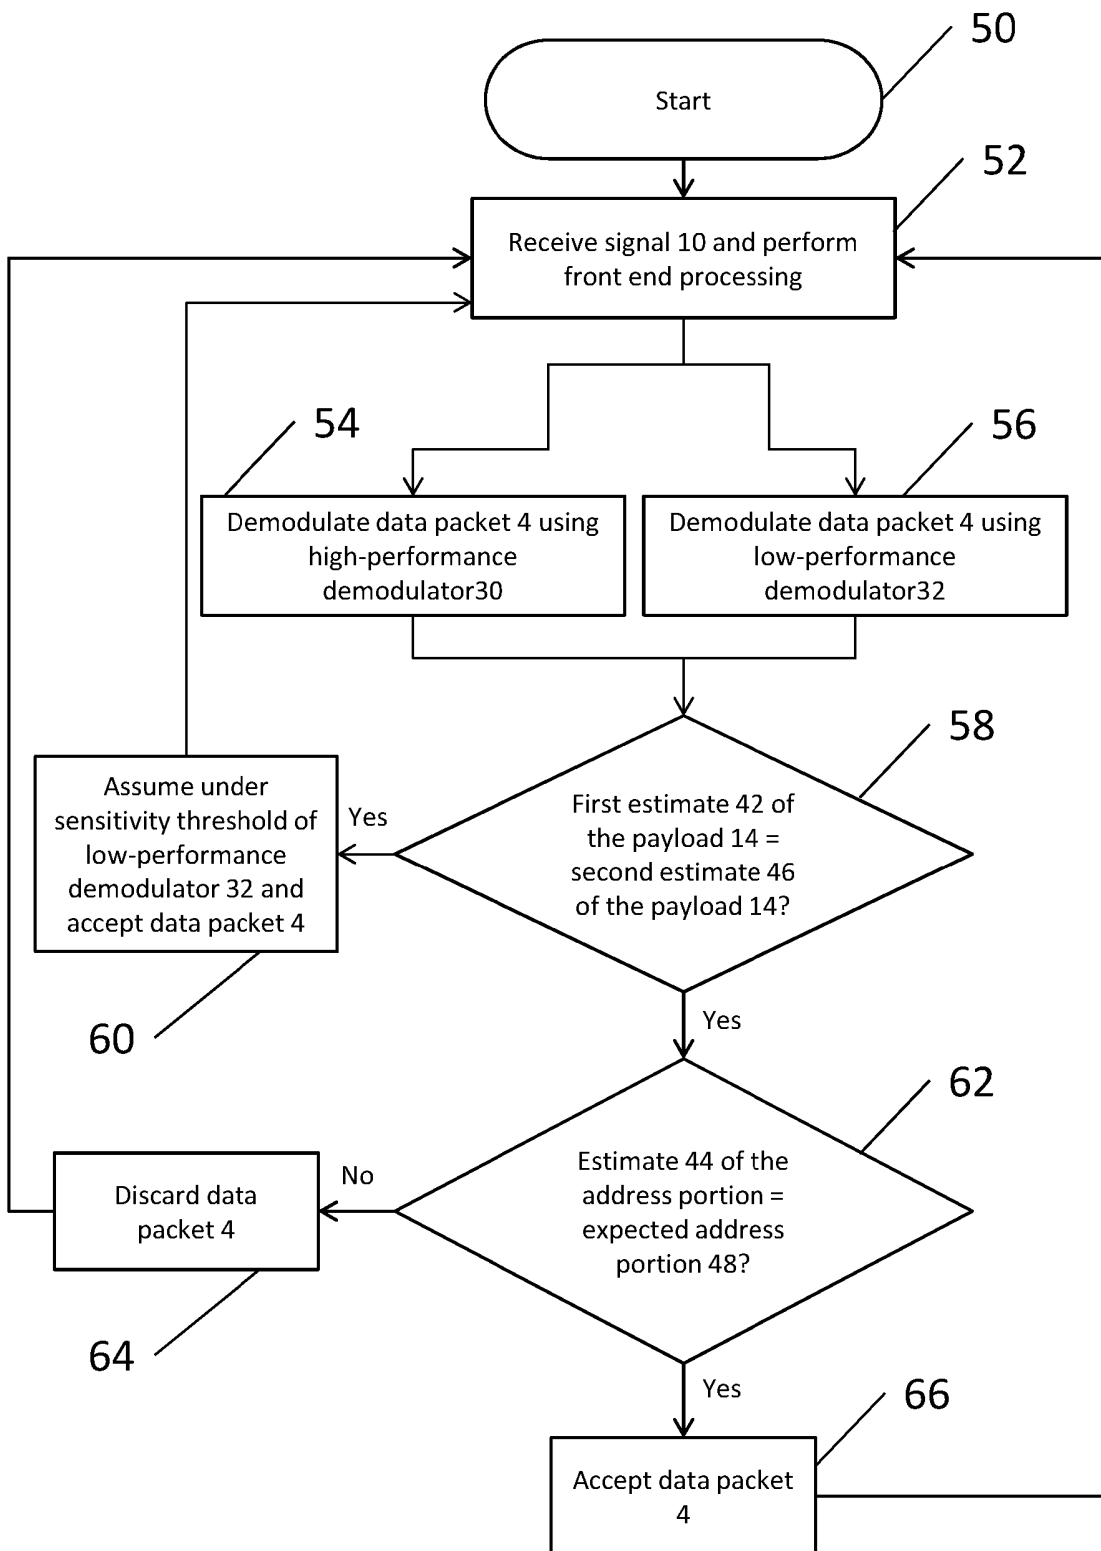 50
Start
52
Receive signal 10 and perform
front end processing
54
56
Demodulate data packet 4 using
high-performance
demodulator30
Demodulate data packet 4 using
low-performance
demodulator32
58
Assume under
sensitivity threshold of
low-performance
demodulator 32 and
accept data packet 4
Yes
First estimate 42 of
the payload 14 =
second estimate 46
of the payload 14?
60
Yes
62
Discard data
packet 4
No
Estimate 44 of the
address portion =
expected address
portion 48?
64
Yes
66
Accept data packet
4